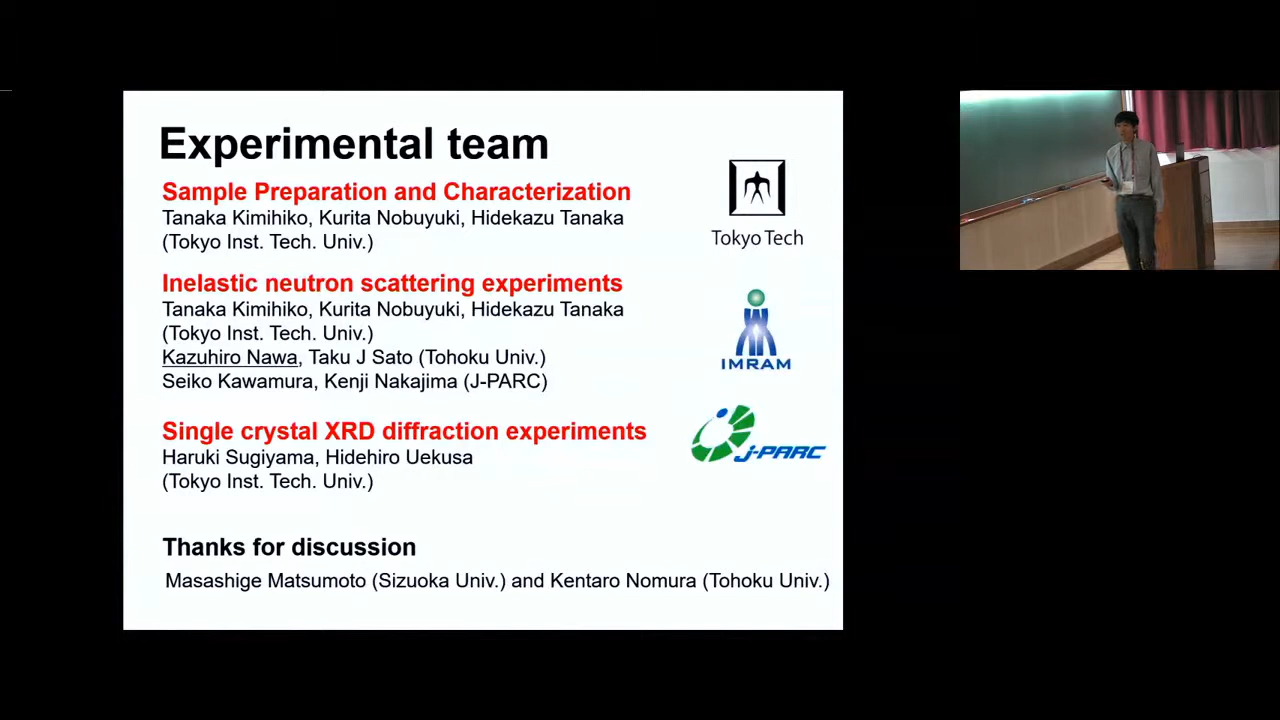 Experimental team
Sample Preparation and Characterization
Tanaka Kimihiko, Kurita Nobuyuki, Hidekazu Tanaka
(Tokyo Inst. Tech. Univ.)
Tokyo Tech
Inelastic neutron scattering experiments
Tanaka Kimihiko, Kurita Nobuyuki, Hidekazu Tanaka
(Tokyo Inst. Tech. Univ.)
Kazuhiro Nawa, Taku J Sato (Tohoku Univ.)
Seiko Kawamura, Kenji Nakajima (J-PARC)
IMRAM
Single crystal XRD diffraction experiments
Haruki Sugiyama, Hidehiro Uekusa
(Tokyo Inst. Tech. Univ.)
J-PARC
Thanks for discussion
Masashige Matsumoto (Sizuoka Univ.) and Kentaro Nomura (Tohoku Univ.)